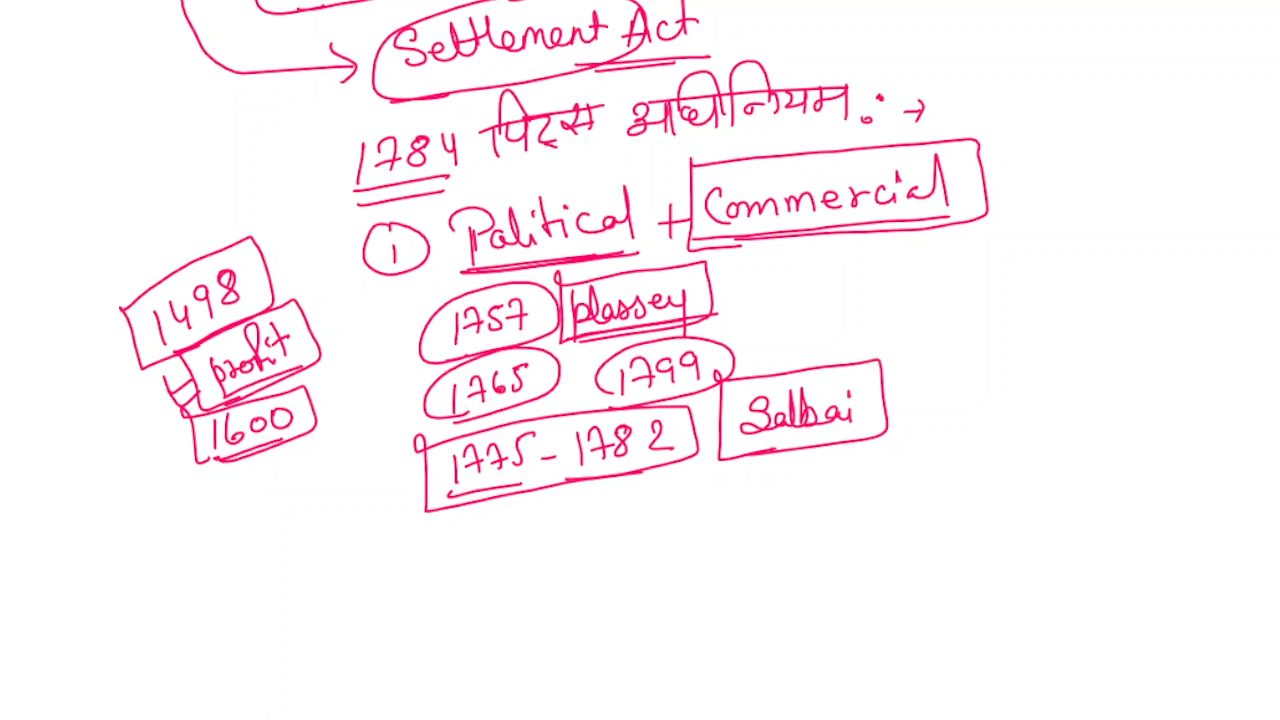 Settlement Act
1784 पिट्स अधिनियम : →
① Political + Commercial
1757 plassey
1765 1799
1775 - 1782 Salbai
1498
profit
1600